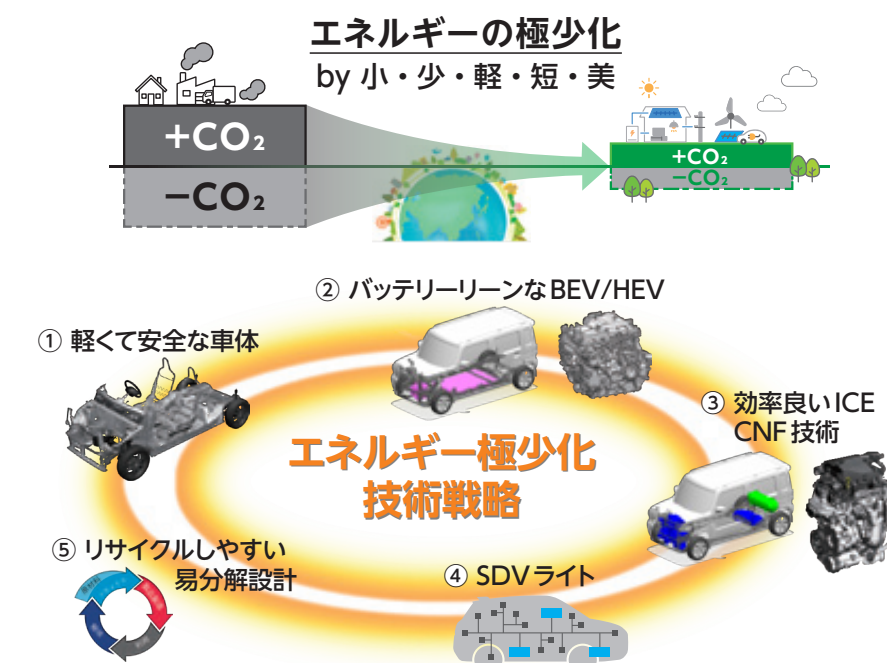 エネルギーの極少化
by 小・少・軽・短・美
+CO₂
−CO₂
+CO₂
−CO₂
② バッテリーリーンなBEV/HEV
① 軽くて安全な車体
③ 効率良いICE
CNF技術
エネルギー極少化
技術戦略
⑤ リサイクルしやすい
易分解設計
④ SDVライト